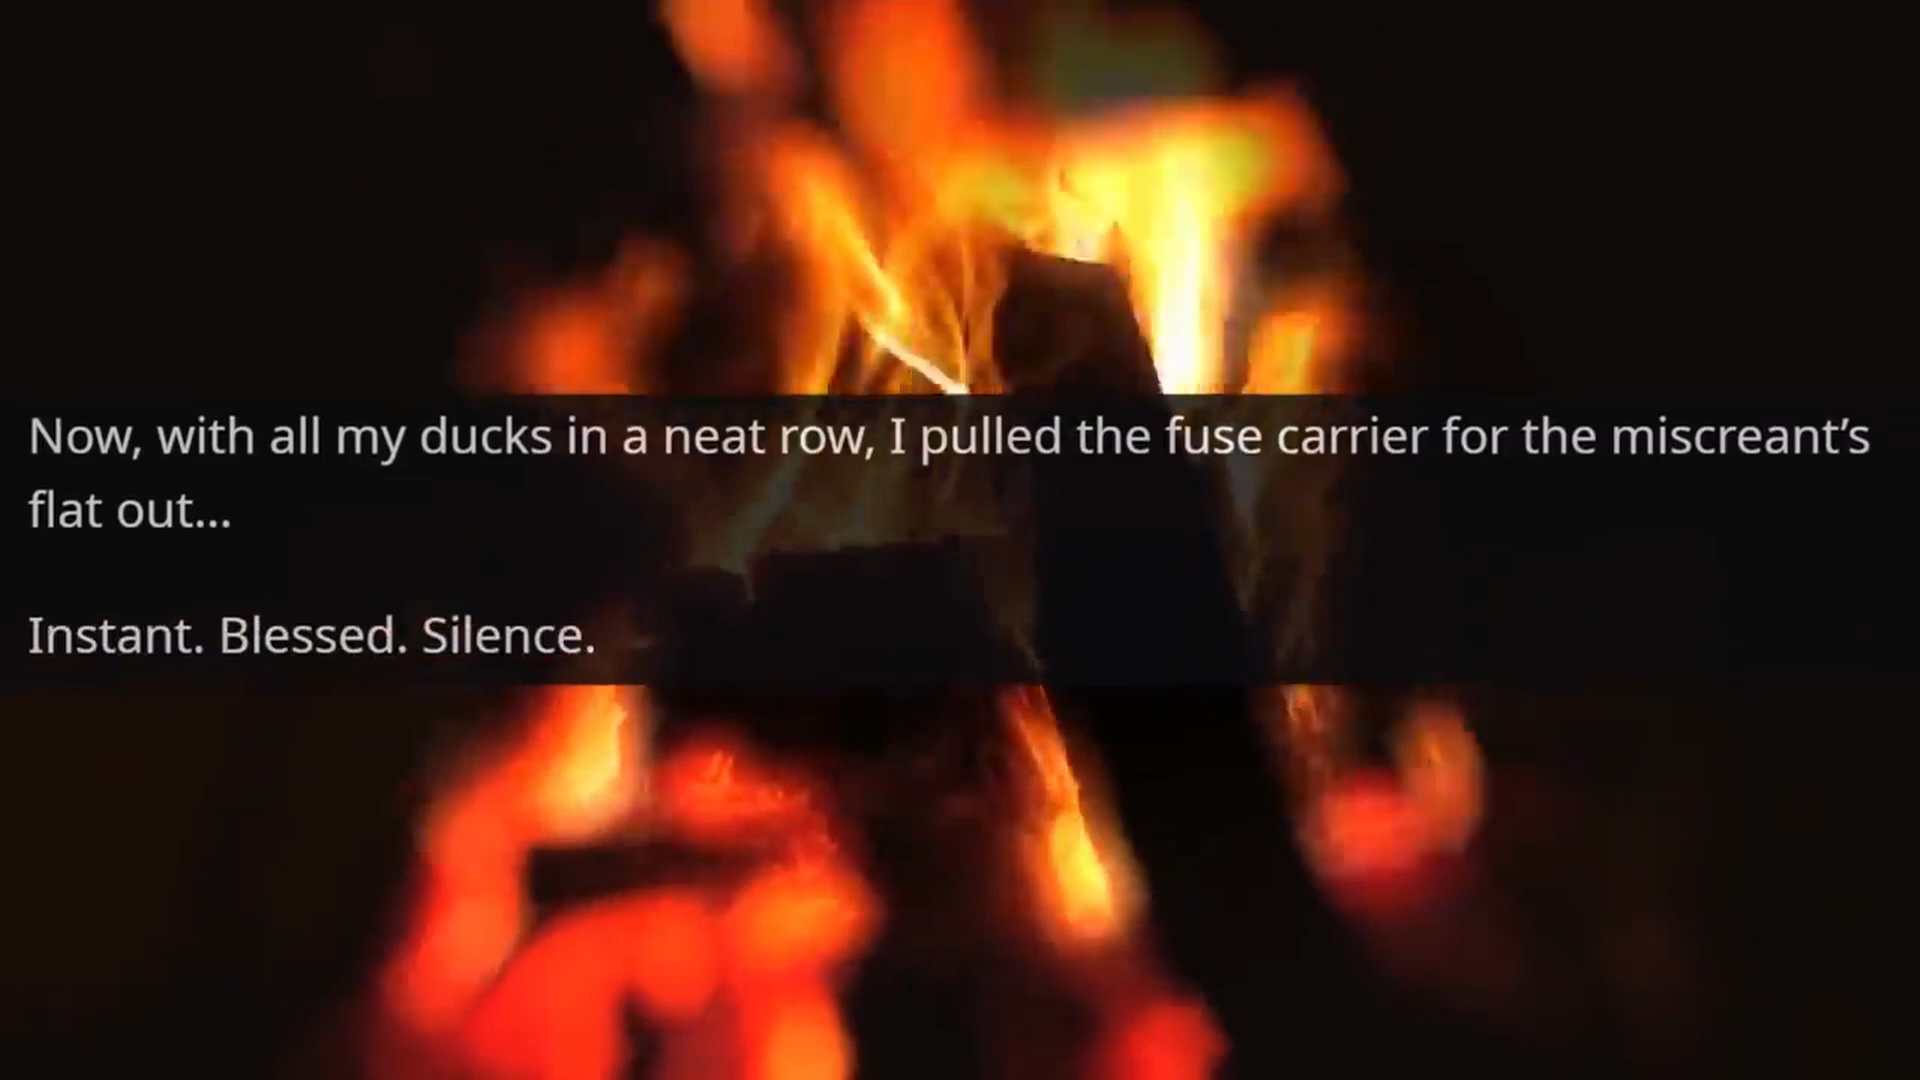 Now, with all my ducks in a neat row, I pulled the fuse carrier for the miscreant’s
flat out...
Instant. Blessed. Silence.